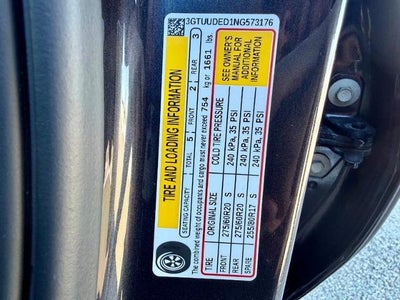 3GTUUDED1NG573176
TIRE AND LOADING INFORMATION
SEATING CAPACITY TOTAL 5 FRONT 2 REAR 3
The combined weight of occupants and cargo must never exceed 754 kg or 1661 lbs.
TIRE ORIGINAL SIZE COLD TIRE PRESSURE
FRONT 275/60R20 S 240 kPa, 35 PSI
REAR 275/60R20 S 240 kPa, 35 PSI
SPARE 255/80R17 S 240 kPa, 35 PSI
SEE OWNER'S
MANUAL FOR
ADDITIONAL
INFORMATION